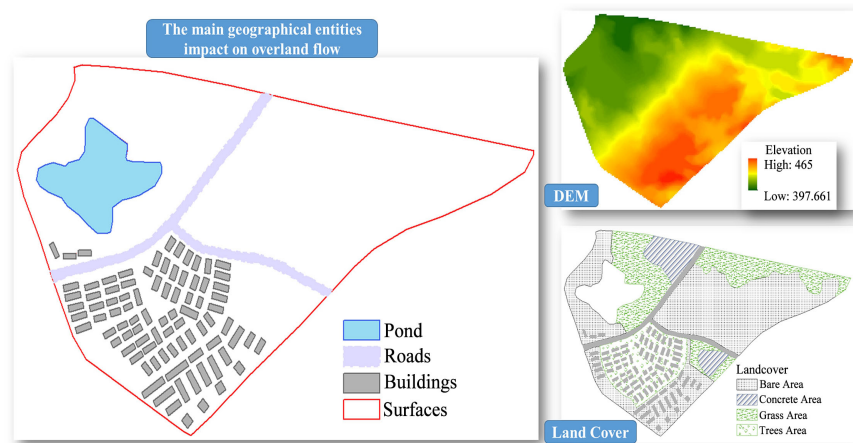 The main geographical entities
impact on overland flow
Pond
Roads
Buildings
Surfaces
Elevation
High: 465
Low: 397.661
DEM
Landcover
Bare Area
Concrete Area
Grass Area
Trees Area
Land Cover